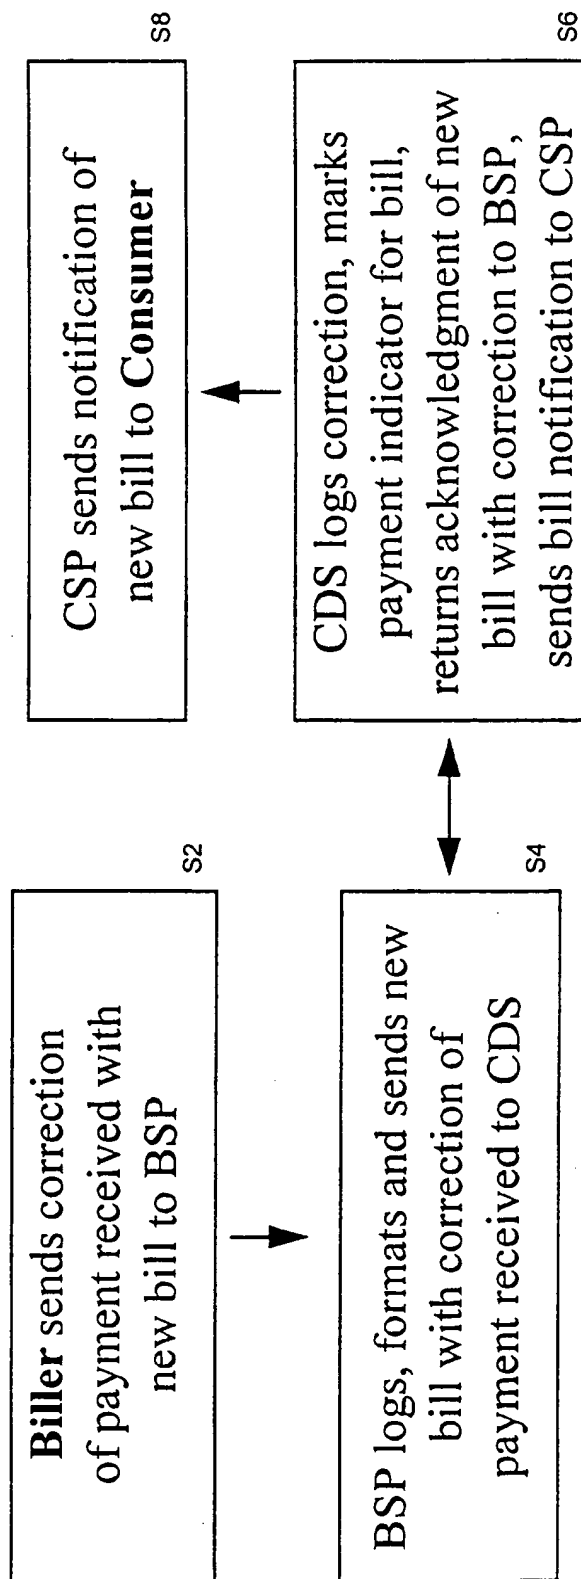 Biller sends correction
of payment received with
new bill to BSP
S2
BSP logs, formats and sends new
bill with correction of
payment received to CDS
S4
CDS logs correction, marks
payment indicator for bill,
returns acknowledgment of new
bill with correction to BSP,
sends bill notification to CSP
S6
CSP sends notification of
new bill to Consumer
S8